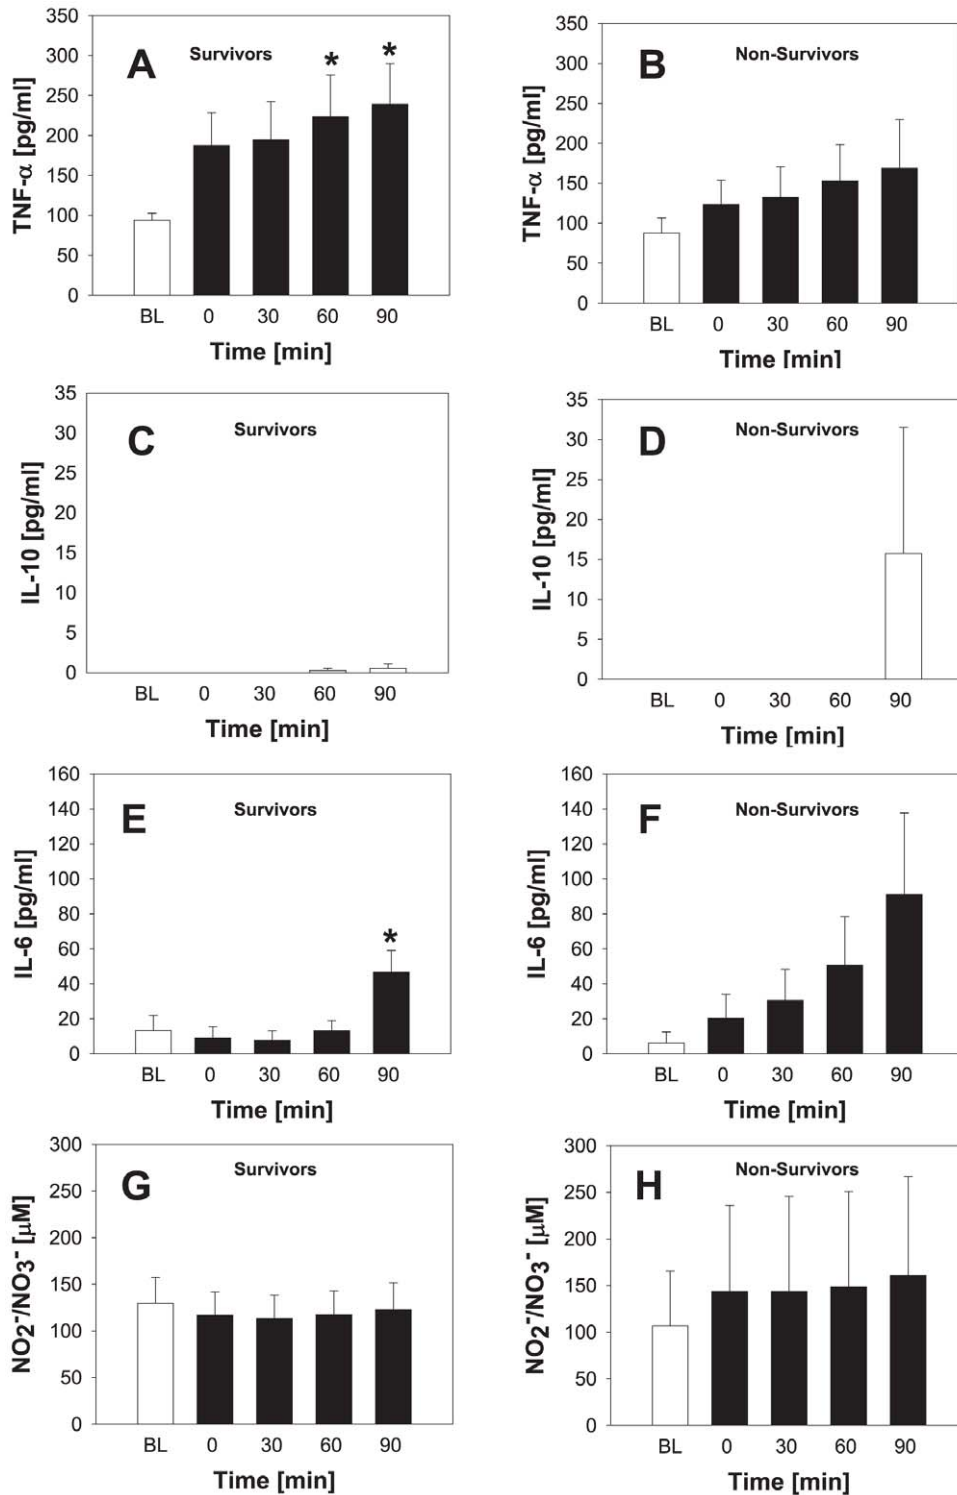 A Survivors
TNF-α [pg/ml]
350
300
250
200
150
100
50
0
* *
BL 0 30 60 90
Time [min]
B Non-Survivors
TNF-α [pg/ml]
350
300
250
200
150
100
50
0
BL 0 30 60 90
Time [min]
C Survivors
IL-10 [pg/ml]
35
30
25
20
15
10
5
0
BL 0 30 60 90
Time [min]
D Non-Survivors
IL-10 [pg/ml]
35
30
25
20
15
10
5
0
BL 0 30 60 90
Time [min]
E Survivors
IL-6 [pg/ml]
160
140
120
100
80
60
40
20
0
*
BL 0 30 60 90
Time [min]
F Non-Survivors
IL-6 [pg/ml]
160
140
120
100
80
60
40
20
0
BL 0 30 60 90
Time [min]
G Survivors
NO₂⁻/NO₃⁻ [μM]
300
250
200
150
100
50
0
BL 0 30 60 90
Time [min]
H Non-Survivors
NO₂⁻/NO₃⁻ [μM]
300
250
200
150
100
50
0
BL 0 30 60 90
Time [min]